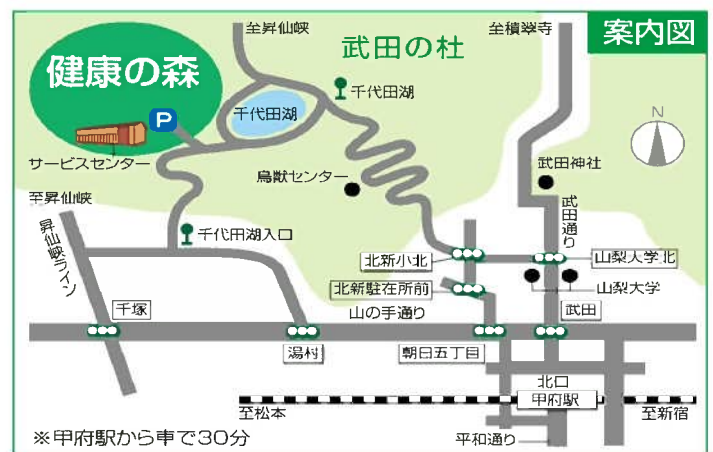 案内図
至昇仙峡
武田の杜
至積翠寺
健康の森
千代田湖
P
千代田湖
N
サービスセンター
鳥獣センター
武田神社
至昇仙峡
武田通り
昇仙峡ライン
千代田湖入口
北新小北
山梨大学北
北新駐在所前
山梨大学
千塚
山の手通り
武田
湯村
朝日五丁目
北口
甲府駅
至松本
至新宿
※甲府駅から車で30分
平和通り